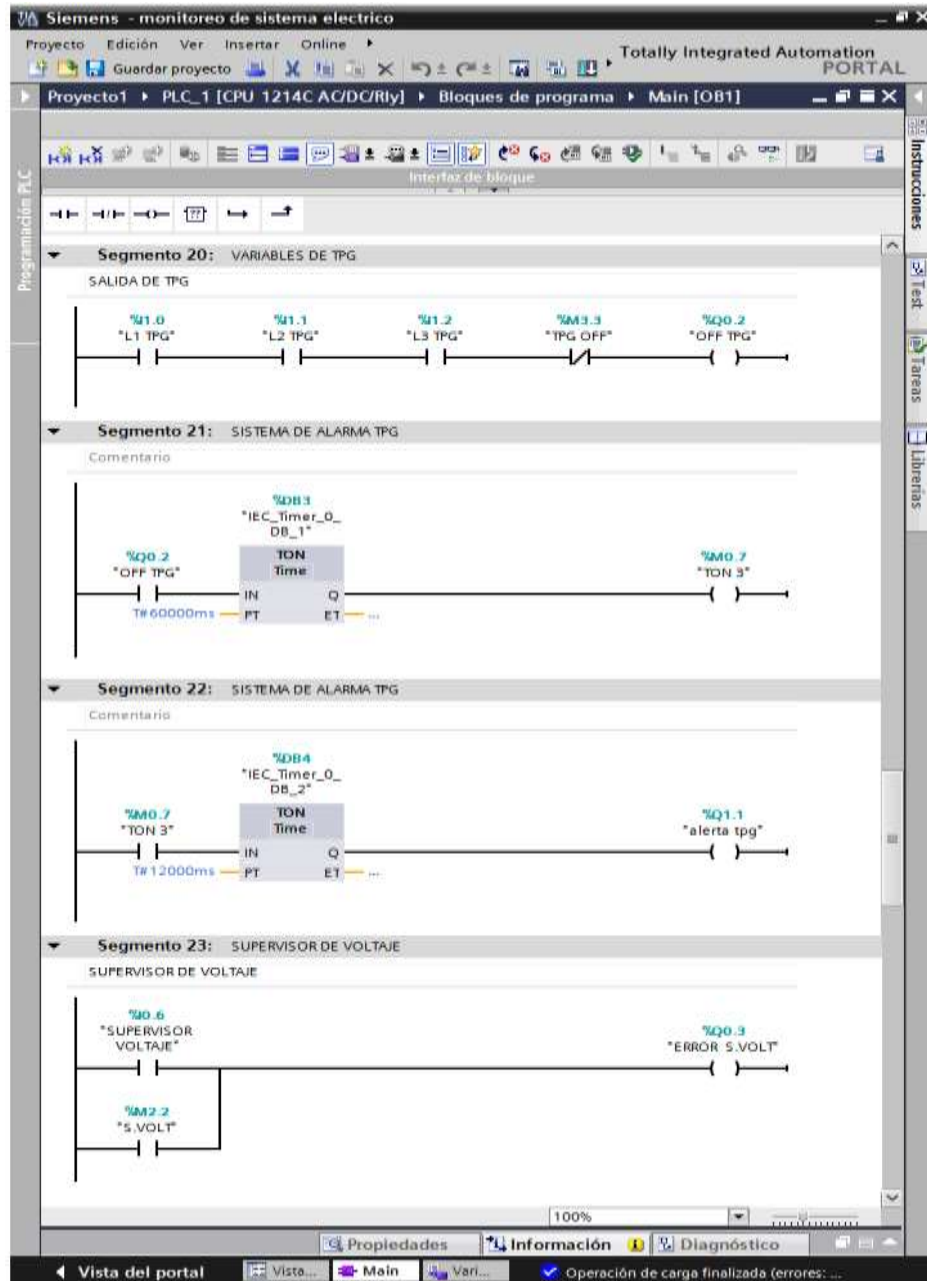 Siemens - monitoreo de sistema electrico
Proyecto Edición Ver Insertar Online
Totally Integrated Automation
PORTAL
Guardar proyecto
Proyecto1 ▸ PLC_1 [CPU 1214C AC/DC/Rly] ▸ Bloques de programa ▸ Main [OB1]
Interfaz de bloque
Programación PLC
Instrucciones
Test
Tareas
Librerías
Segmento 20: VARIABLES DE TPG
SALIDA DE TPG
%I1.0 %I1.1 %I1.2 %M3.3 %Q0.2
"L1 TPG" "L2 TPG" "L3 TPG" "TPG OFF" "OFF TPG"
Segmento 21: SISTEMA DE ALARMA TPG
Comentario
%DB3
"IEC_Timer_0_
DB_1"
%Q0.2 TON %M0.7
"OFF TPG" Time "TON 3"
IN Q
T#60000ms PT ET ...
Segmento 22: SISTEMA DE ALARMA TPG
Comentario
%DB4
"IEC_Timer_0_
DB_2"
%M0.7 TON %Q1.1
"TON 3" Time "alerta tpg"
IN Q
T#12000ms PT ET ...
Segmento 23: SUPERVISOR DE VOLTAJE
SUPERVISOR DE VOLTAJE
%I0.6
"SUPERVISOR %Q0.3
VOLTAJE" "ERROR S.VOLT"
%M2.2
"S.VOLT"
100%
Propiedades Información Diagnóstico
Vista del portal Vista... Main Vari... Operación de carga finalizada (errores: ...